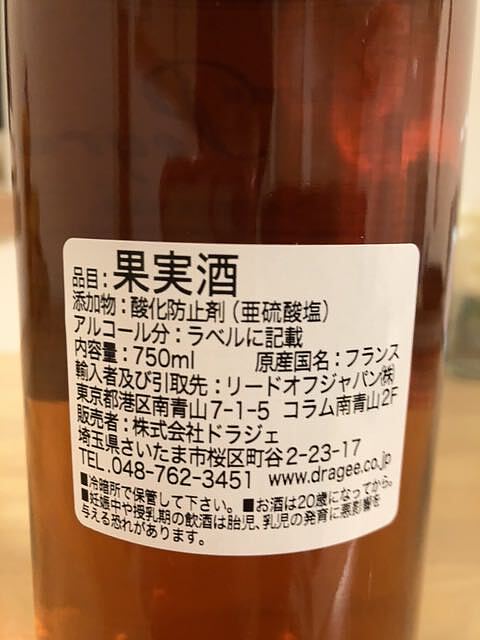 品目：果実酒
添加物：酸化防止剤（亜硫酸塩）
アルコール分：ラベルに記載
内容量：750ml 原産国名：フランス
輸入者及び引取先：リードオフジャパン㈱
東京都港区南青山7-1-5 コラム南青山2F
販売者：株式会社ドラジェ
埼玉県さいたま市桜区町谷2-23-17
TEL.048-762-3451 www.dragee.co.jp
■冷暗所で保管して下さい。■お酒は20歳になってから。
■妊娠中や授乳期の飲酒は胎児、乳児の発育に悪影響を
与える恐れがあります。